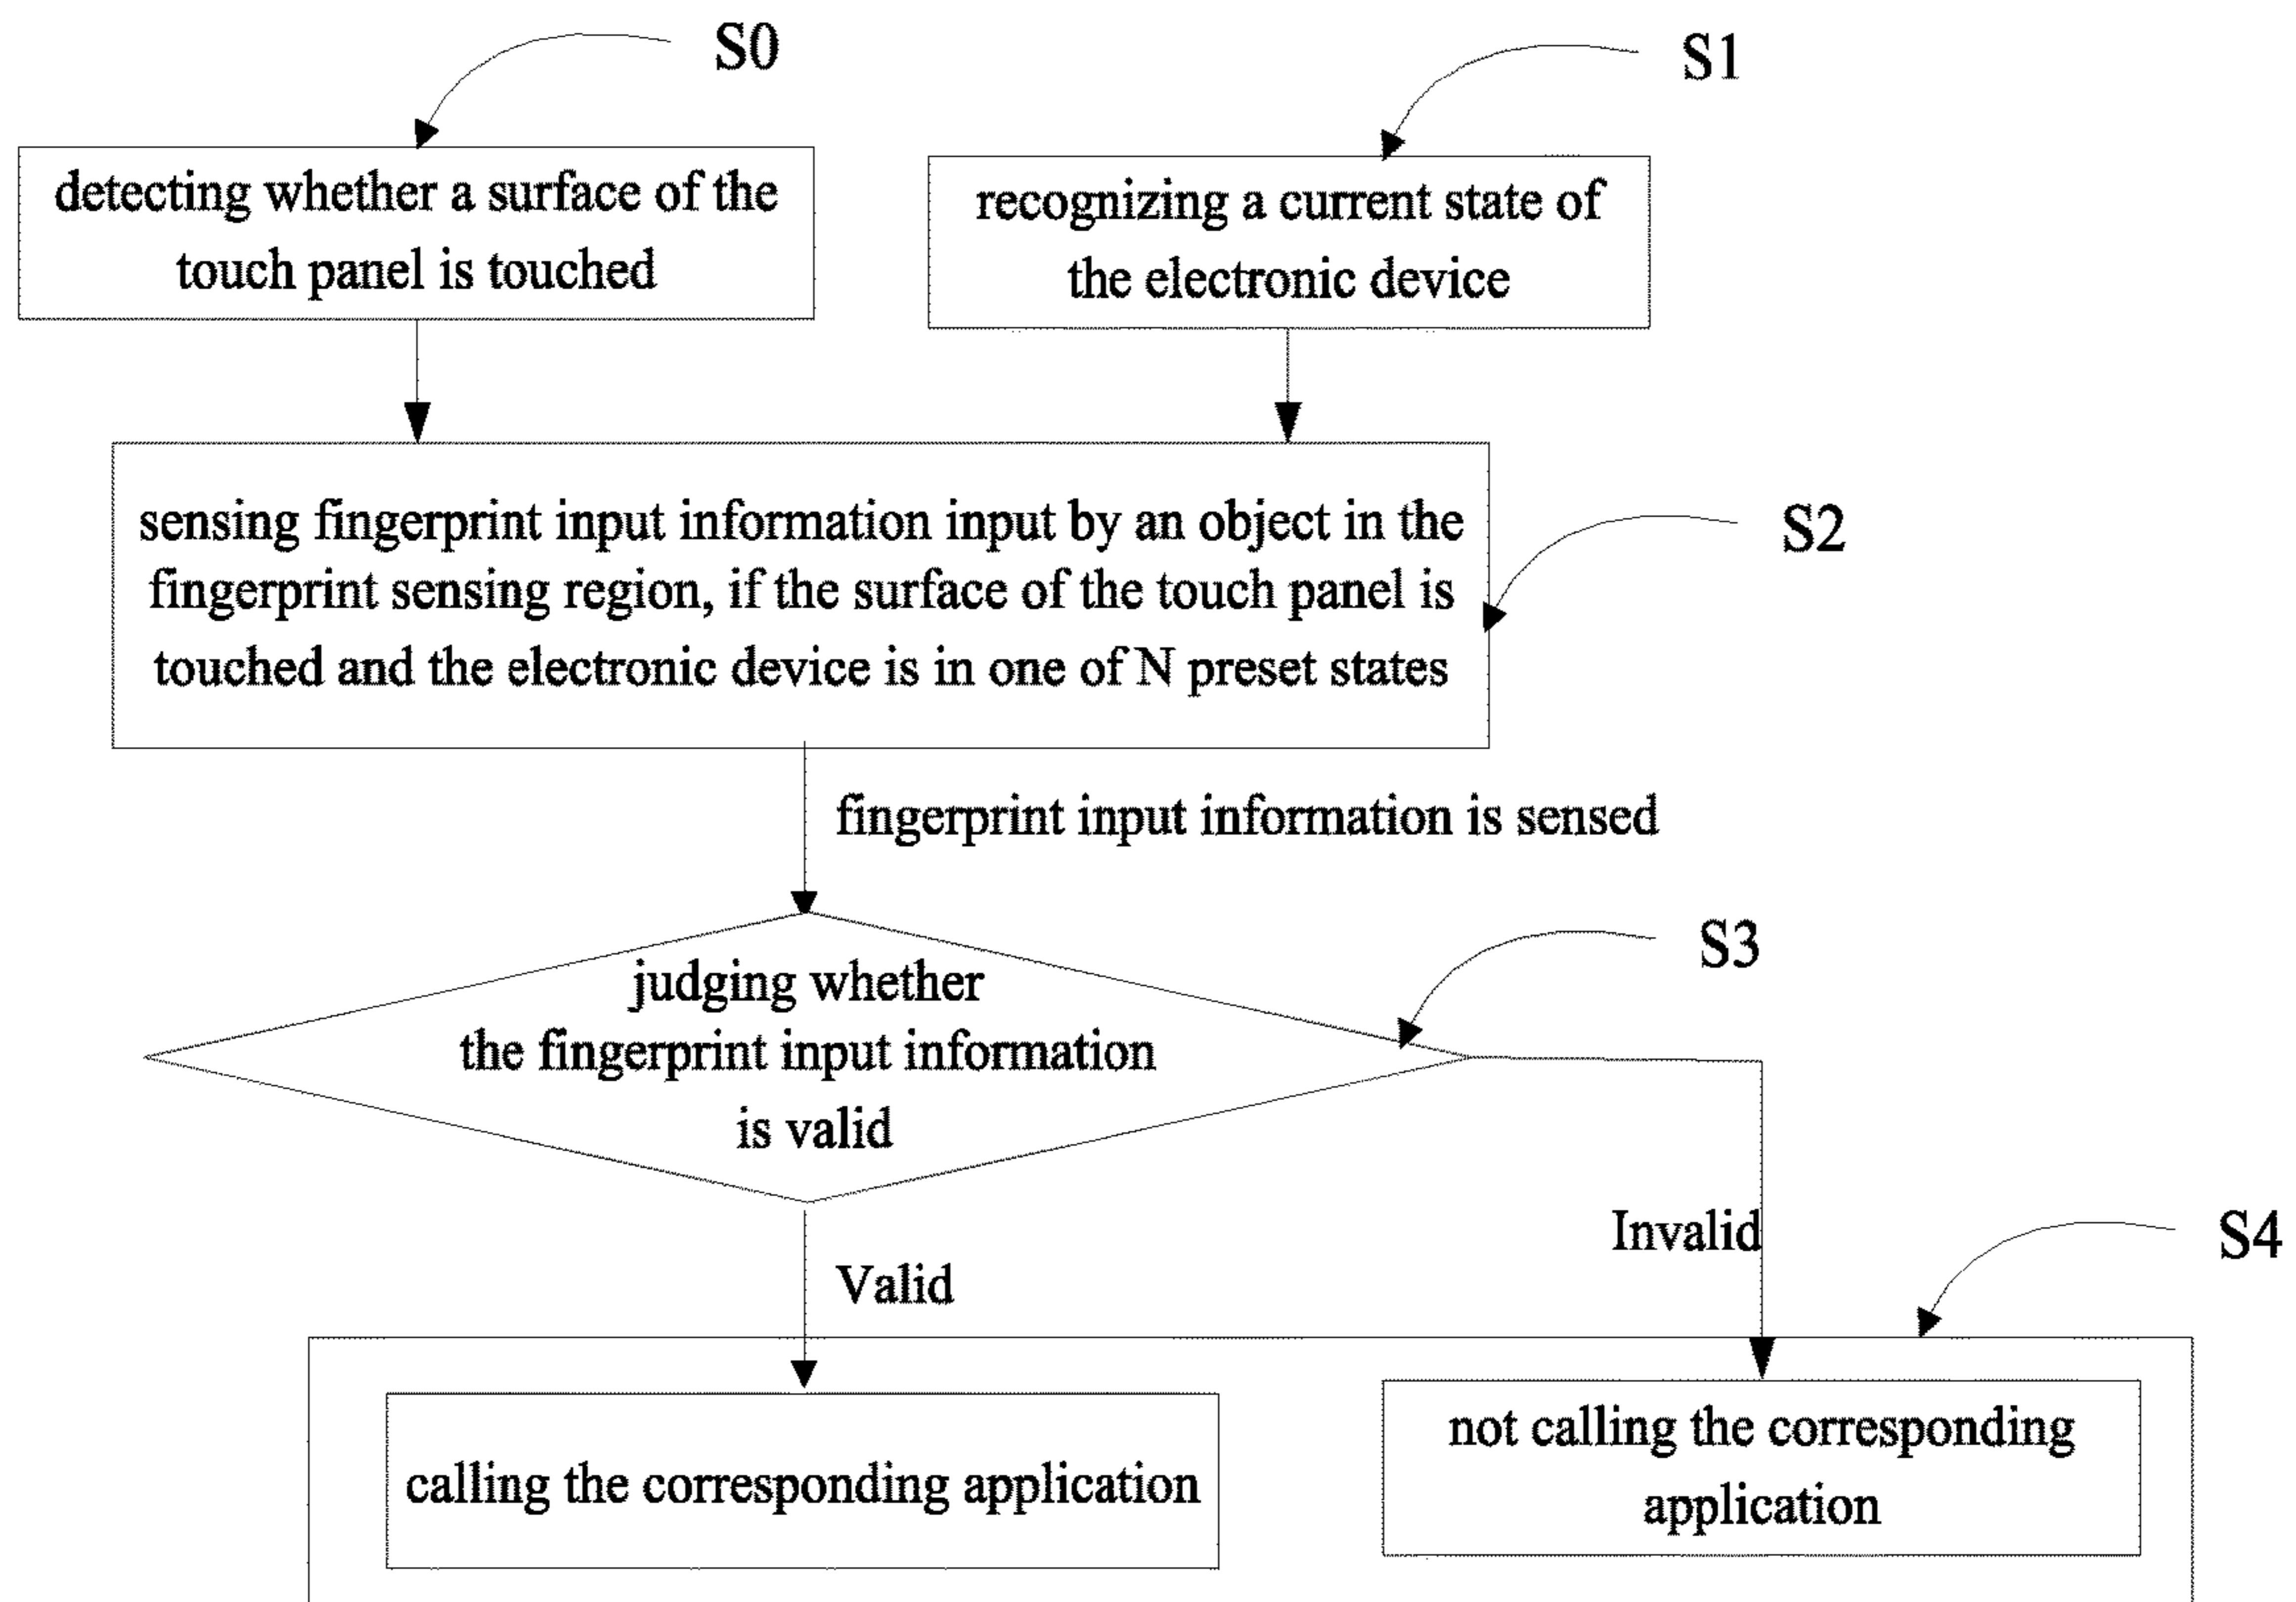 S0
S1
detecting whether a surface of the
touch panel is touched
recognizing a current state of
the electronic device
sensing fingerprint input information input by an object in the
fingerprint sensing region, if the surface of the touch panel is
touched and the electronic device is in one of N preset states
S2
fingerprint input information is sensed
S3
judging whether
the fingerprint input information
is valid
Invalid
S4
Valid
calling the corresponding application
not calling the corresponding
application